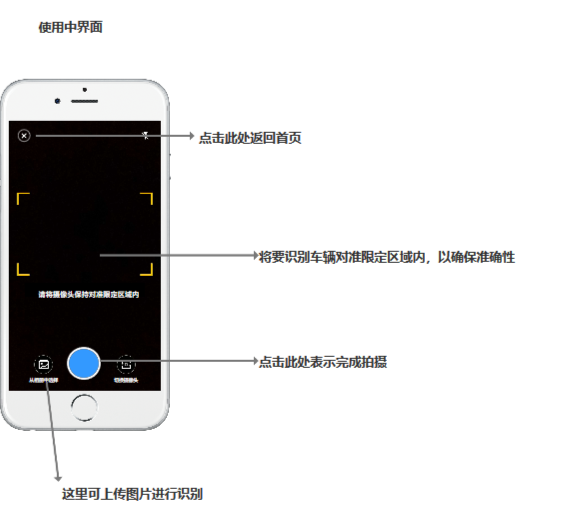 使用中界面
点击此处返回首页
将要识别车辆对准限定区域内，以确保准确性
请将摄像头保持对准限定区域内
点击此处表示完成拍摄
从相册中选择
切换摄像头
这里可上传图片进行识别